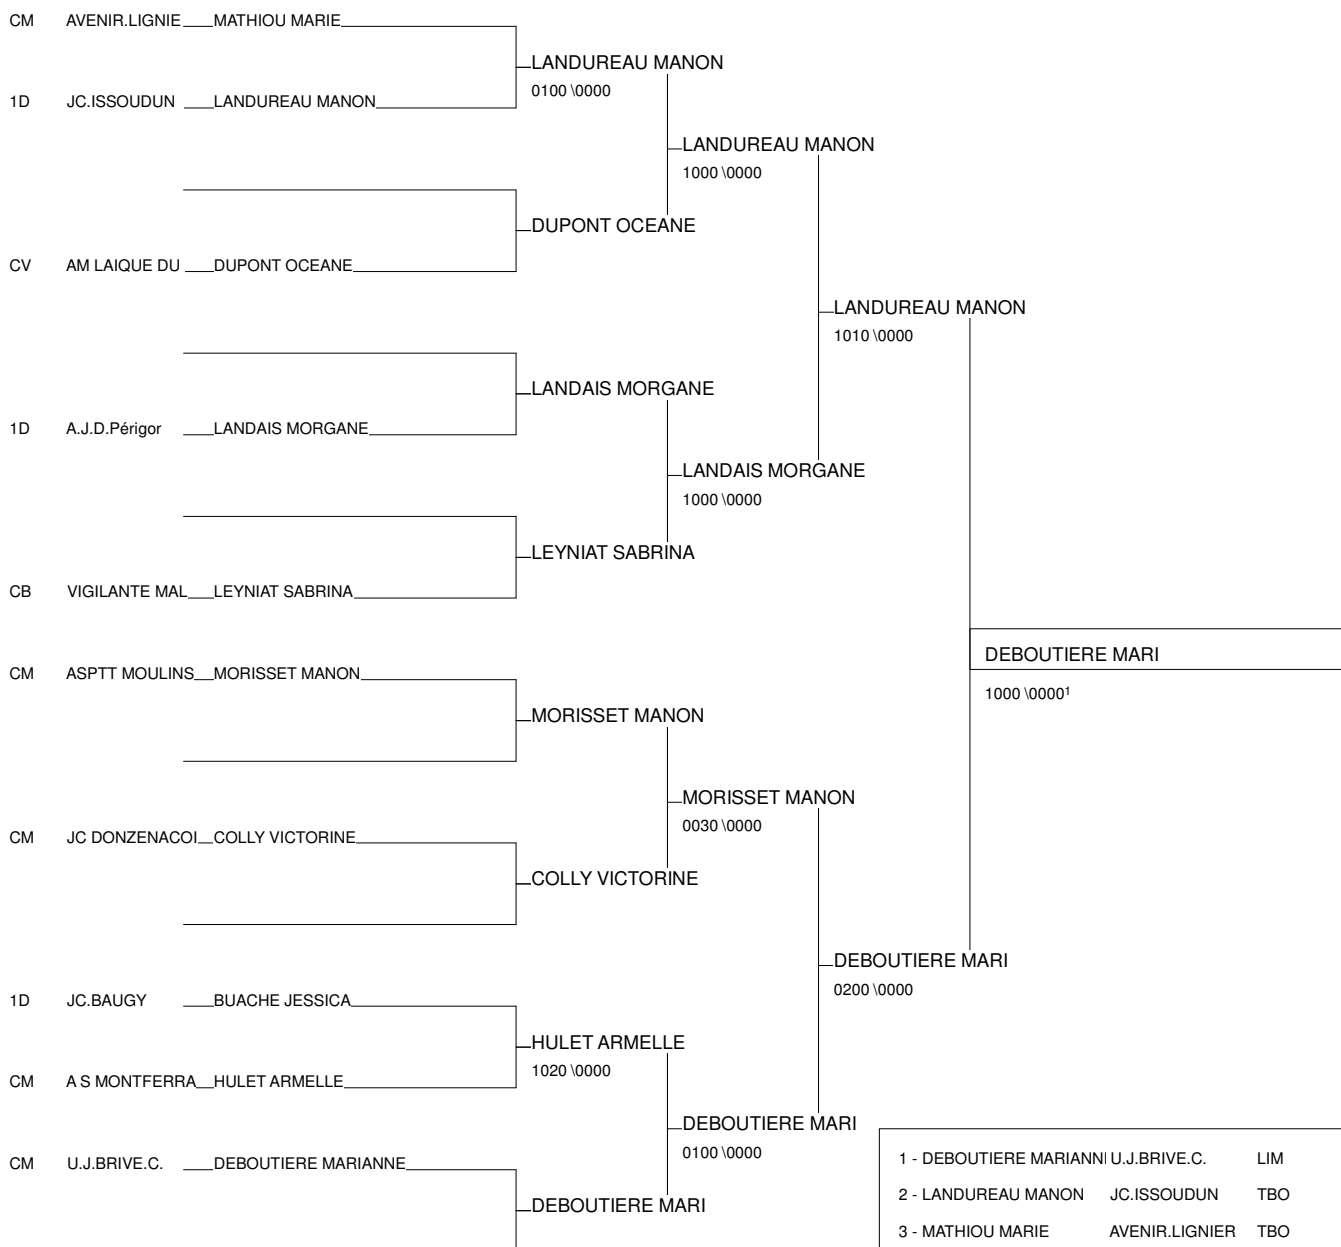 CM AVENIR.LIGNIE MATHIOU MARIE
LANDUREAU MANON
0100 \0000
1D JC.ISSOUDUN LANDUREAU MANON
LANDUREAU MANON
1000 \0000
DUPONT OCEANE
CV AM LAIQUE DU DUPONT OCEANE
LANDUREAU MANON
1010 \0000
LANDAIS MORGANE
1D A.J.D.Périgor LANDAIS MORGANE
LANDAIS MORGANE
1000 \0000
LEYNIAT SABRINA
CB VIGILANTE MAL LEYNIAT SABRINA
DEBOUTIERE MARI
1000 \0000¹
CM ASPTT MOULINS MORISSET MANON
MORISSET MANON
MORISSET MANON
0030 \0000
CM JC DONZENACOI COLLY VICTORINE
COLLY VICTORINE
DEBOUTIERE MARI
0200 \0000
1D JC.BAUGY BUACHE JESSICA
HULET ARMELLE
1020 \0000
CM A S MONTFERRA HULET ARMELLE
DEBOUTIERE MARI
0100 \0000
CM U.J.BRIVE.C. DEBOUTIERE MARIANNE
DEBOUTIERE MARI
1 - DEBOUTIERE MARIANNI U.J.BRIVE.C. LIM
2 - LANDUREAU MANON JC.ISSOUDUN TBO
3 - MATHIOU MARIE AVENIR.LIGNIER TBO